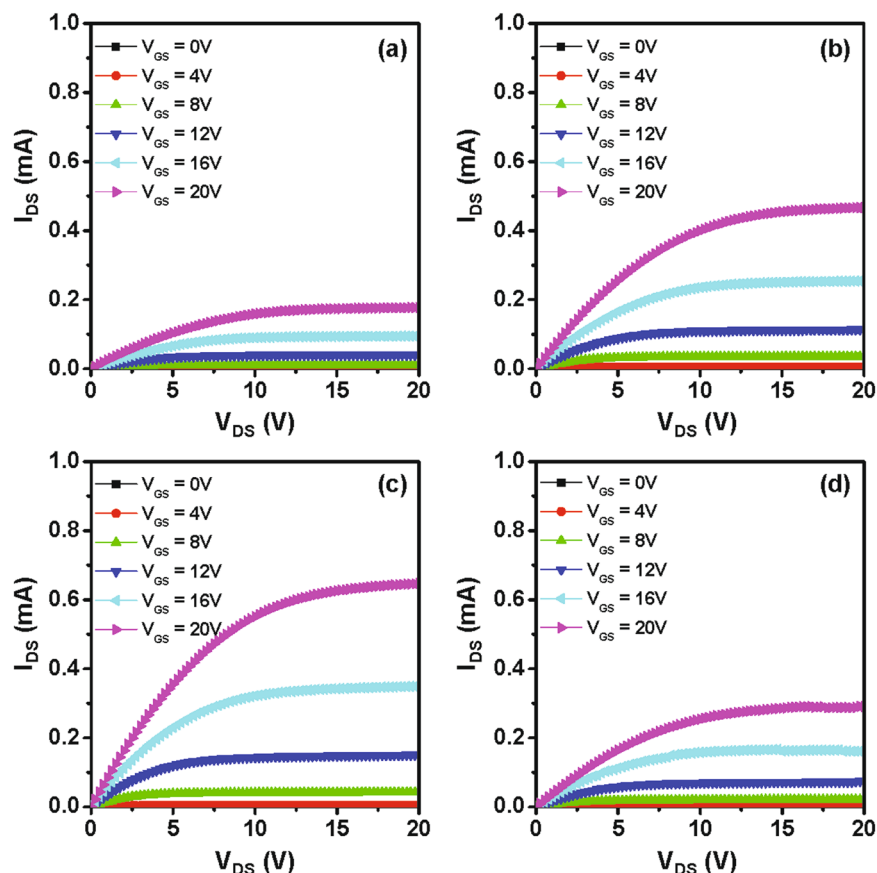 1.0
0.8
0.6
0.4
0.2
0.0
I_DS (mA)
V_GS = 0V
V_GS = 4V
V_GS = 8V
V_GS = 12V
V_GS = 16V
V_GS = 20V
(a)
0 5 10 15 20
V_DS (V)
1.0
0.8
0.6
0.4
0.2
0.0
I_DS (mA)
V_GS = 0V
V_GS = 4V
V_GS = 8V
V_GS = 12V
V_GS = 16V
V_GS = 20V
(b)
0 5 10 15 20
V_DS (V)
1.0
0.8
0.6
0.4
0.2
0.0
I_DS (mA)
V_GS = 0V
V_GS = 4V
V_GS = 8V
V_GS = 12V
V_GS = 16V
V_GS = 20V
(c)
0 5 10 15 20
V_DS (V)
1.0
0.8
0.6
0.4
0.2
0.0
I_DS (mA)
V_GS = 0V
V_GS = 4V
V_GS = 8V
V_GS = 12V
V_GS = 16V
V_GS = 20V
(d)
0 5 10 15 20
V_DS (V)